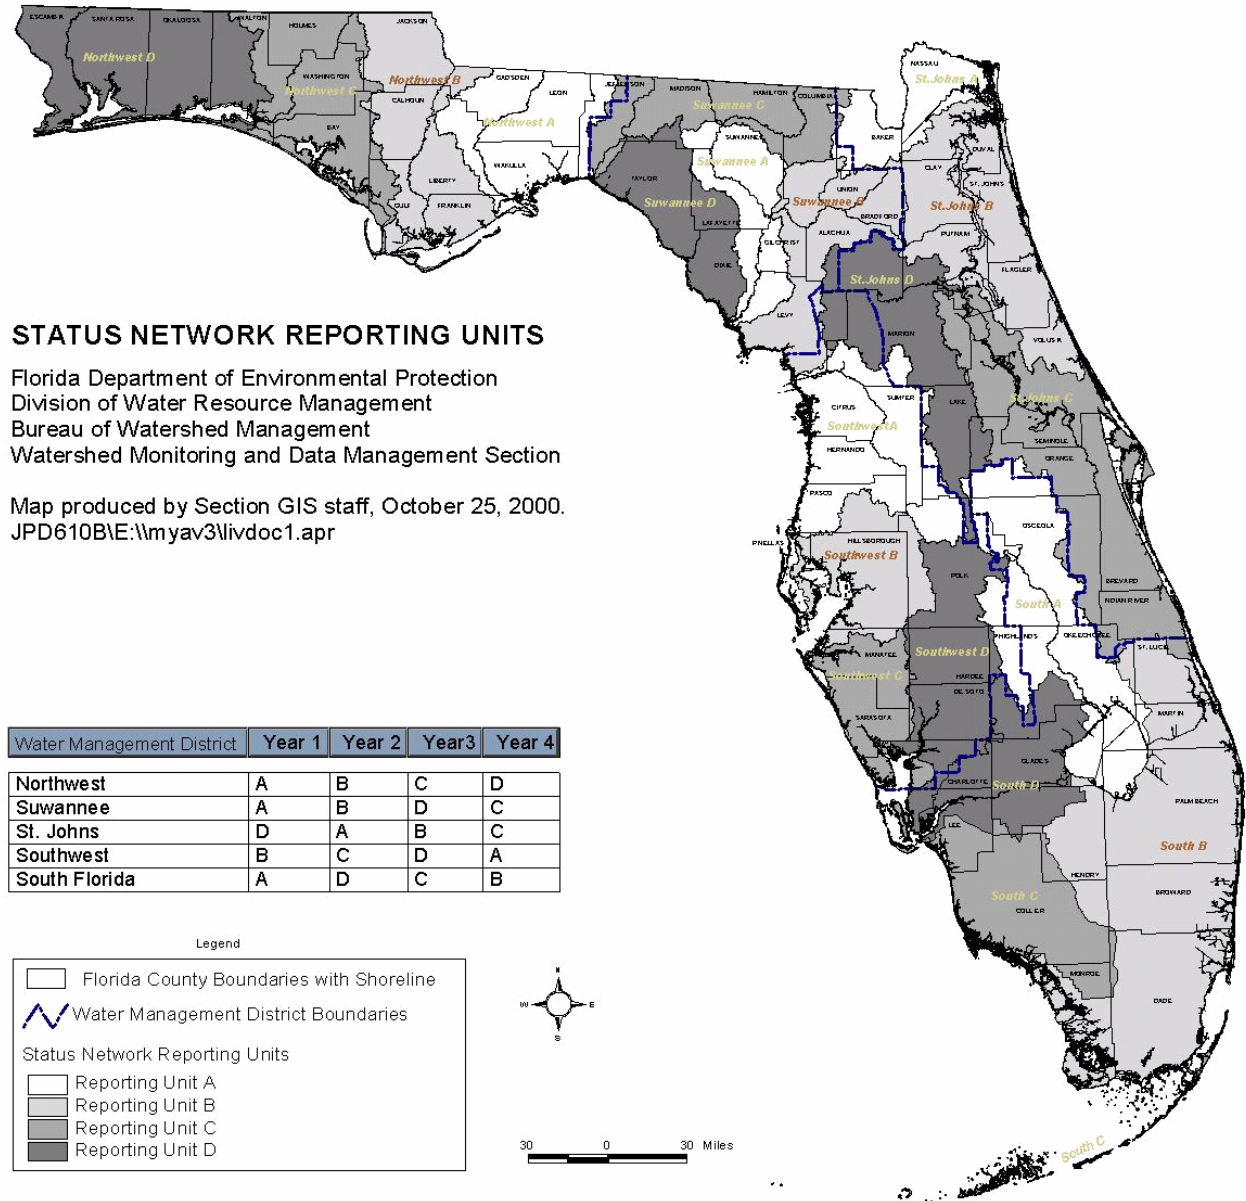 ESCAMBIA
SANTA ROSA
OKALOOSA
WALTON
HOLMES
JACKSON
Northwest D
WASHINGTON
Northwest C
Northwest B
CALHOUN
BAY
GADSDEN
LEON
Northwest A
WAKULLA
LIBERTY
GULF
FRANKLIN
JEFFERSON
MADISON
HAMILTON
COLUMBIA
Suwannee C
SUWANNEE
Suwannee A
TAYLOR
Suwannee D
LAFAYETTE
DIXIE
GILCHRIST
NASSAU
St.Johns A
BAKER
DUVAL
CLAY
ST.JOHNS
St.Johns B
UNION
Suwannee B
BRADFORD
ALACHUA
PUTNAM
FLAGLER
St.Johns D
LEVY
MARION
VOLUSIA
STATUS NETWORK REPORTING UNITS
Florida Department of Environmental Protection
Division of Water Resource Management
Bureau of Watershed Management
Watershed Monitoring and Data Management Section
Map produced by Section GIS staff, October 25, 2000.
JPD610B\E:\\myav3\livdoc1.apr
CITRUS
SUMTER
LAKE
St.Johns C
SouthwestA
SEMINOLE
HERNANDO
ORANGE
PASCO
OSCEOLA
PINELLAS
HILLSBOROUGH
Southwest B
POLK
BREVARD
South A
INDIAN RIVER
HIGHLANDS
OKEECHOBEE
ST. LUCIE
MANATEE
Southwest D
Southwest C
HARDEE
DE SOTO
SARASOTA
MARTIN
GLADES
CHARLOTTE
South D
PALM BEACH
LEE
South B
HENDRY
South C
COLLIER
BROWARD
MONROE
DADE
South C
Water Management District Year 1 Year 2 Year3 Year 4
Northwest A B C D
Suwannee A B D C
St. Johns D A B C
Southwest B C D A
South Florida A D C B
Legend
Florida County Boundaries with Shoreline
Water Management District Boundaries
Status Network Reporting Units
Reporting Unit A
Reporting Unit B
Reporting Unit C
Reporting Unit D
N
W E
S
30 0 30 Miles